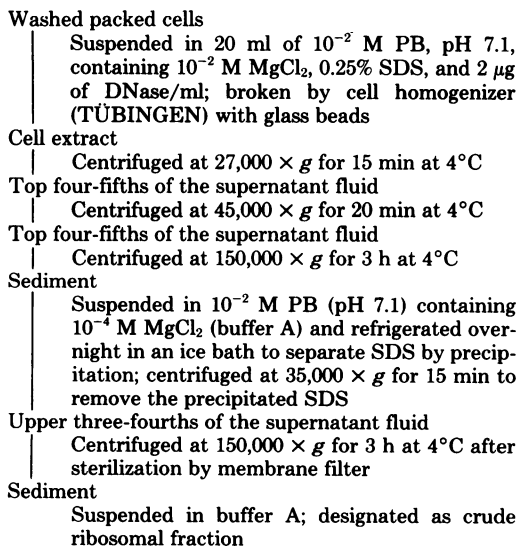 Washed packed cells
Suspended in 20 ml of 10⁻² M PB, pH 7.1,
containing 10⁻² M MgCl₂, 0.25% SDS, and 2 μg
of DNase/ml; broken by cell homogenizer
(TÜBINGEN) with glass beads
Cell extract
Centrifuged at 27,000 × g for 15 min at 4°C
Top four-fifths of the supernatant fluid
Centrifuged at 45,000 × g for 20 min at 4°C
Top four-fifths of the supernatant fluid
Centrifuged at 150,000 × g for 3 h at 4°C
Sediment
Suspended in 10⁻² M PB (pH 7.1) containing
10⁻⁴ M MgCl₂ (buffer A) and refrigerated over-
night in an ice bath to separate SDS by precip-
itation; centrifuged at 35,000 × g for 15 min to
remove the precipitated SDS
Upper three-fourths of the supernatant fluid
Centrifuged at 150,000 × g for 3 h at 4°C after
sterilization by membrane filter
Sediment
Suspended in buffer A; designated as crude
ribosomal fraction